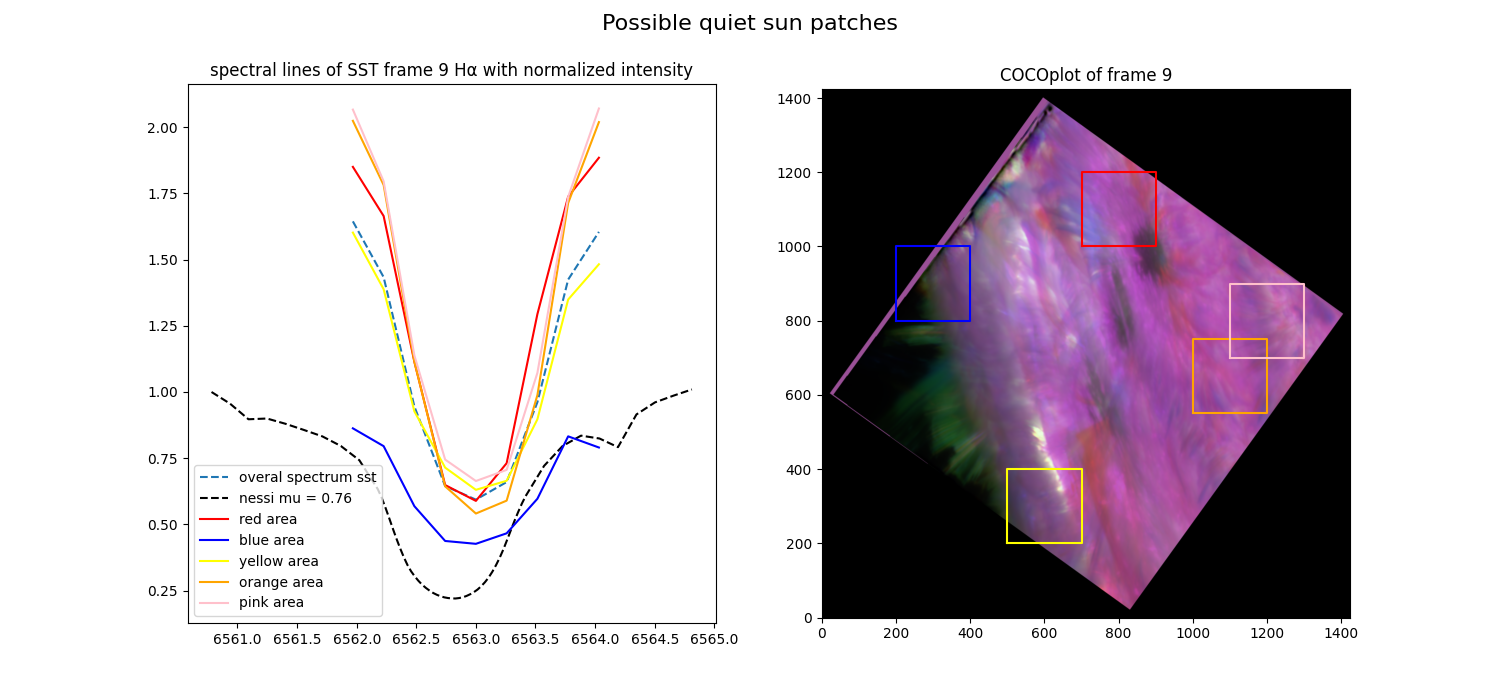 Possible quiet sun patches
spectral lines of SST frame 9 Hα with normalized intensity
2.00
1.75
1.50
1.25
1.00
0.75
0.50
0.25
overal spectrum sst
nessi mu = 0.76
red area
blue area
yellow area
orange area
pink area
6561.0 6561.5 6562.0 6562.5 6563.0 6563.5 6564.0 6564.5 6565.0
COCOplot of frame 9
1400
1200
1000
800
600
400
200
0
0 200 400 600 800 1000 1200 1400